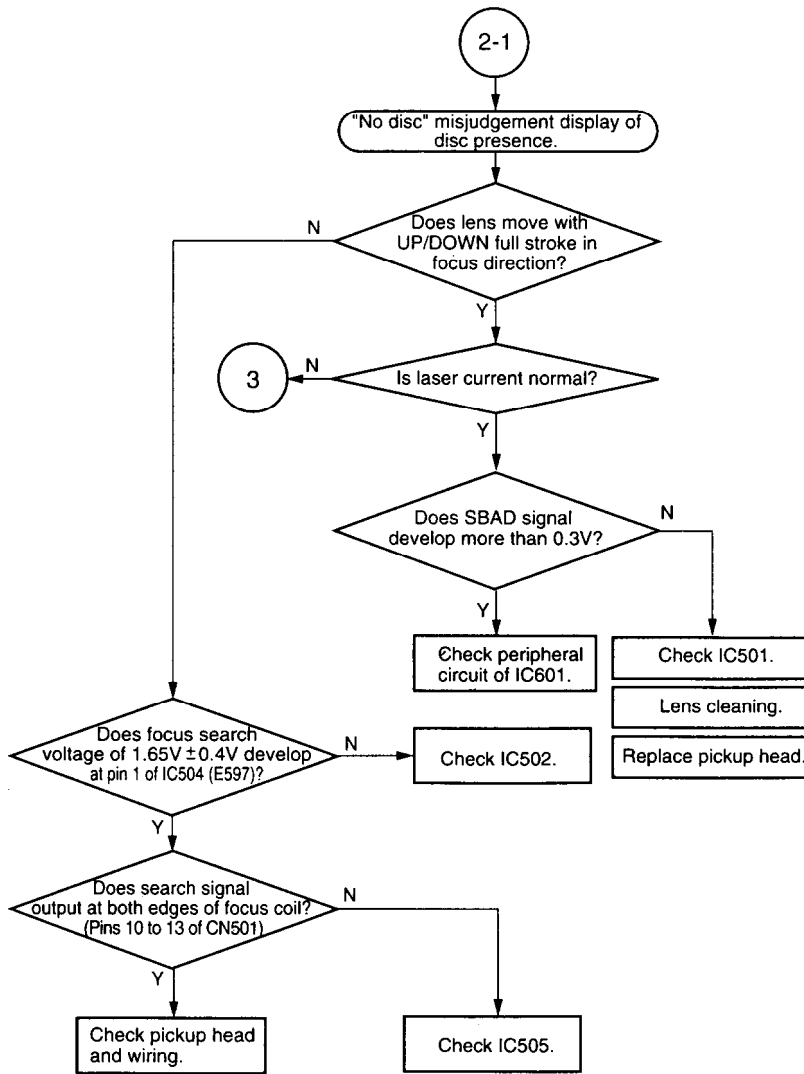 2-1
"No disc" misjudgement display of
disc presence.
Does lens move with
UP/DOWN full stroke in
focus direction?
N
Y
Is laser current normal?
N
3
Y
Does SBAD signal
develop more than 0.3V?
N
Y
Check peripheral
circuit of IC601.
Check IC501.
Lens cleaning.
Replace pickup head.
Does focus search
voltage of 1.65V ± 0.4V develop
at pin 1 of IC504 (E597)?
N
Check IC502.
Y
Does search signal
output at both edges of focus coil?
(Pins 10 to 13 of CN501)
N
Y
Check pickup head
and wiring.
Check IC505.